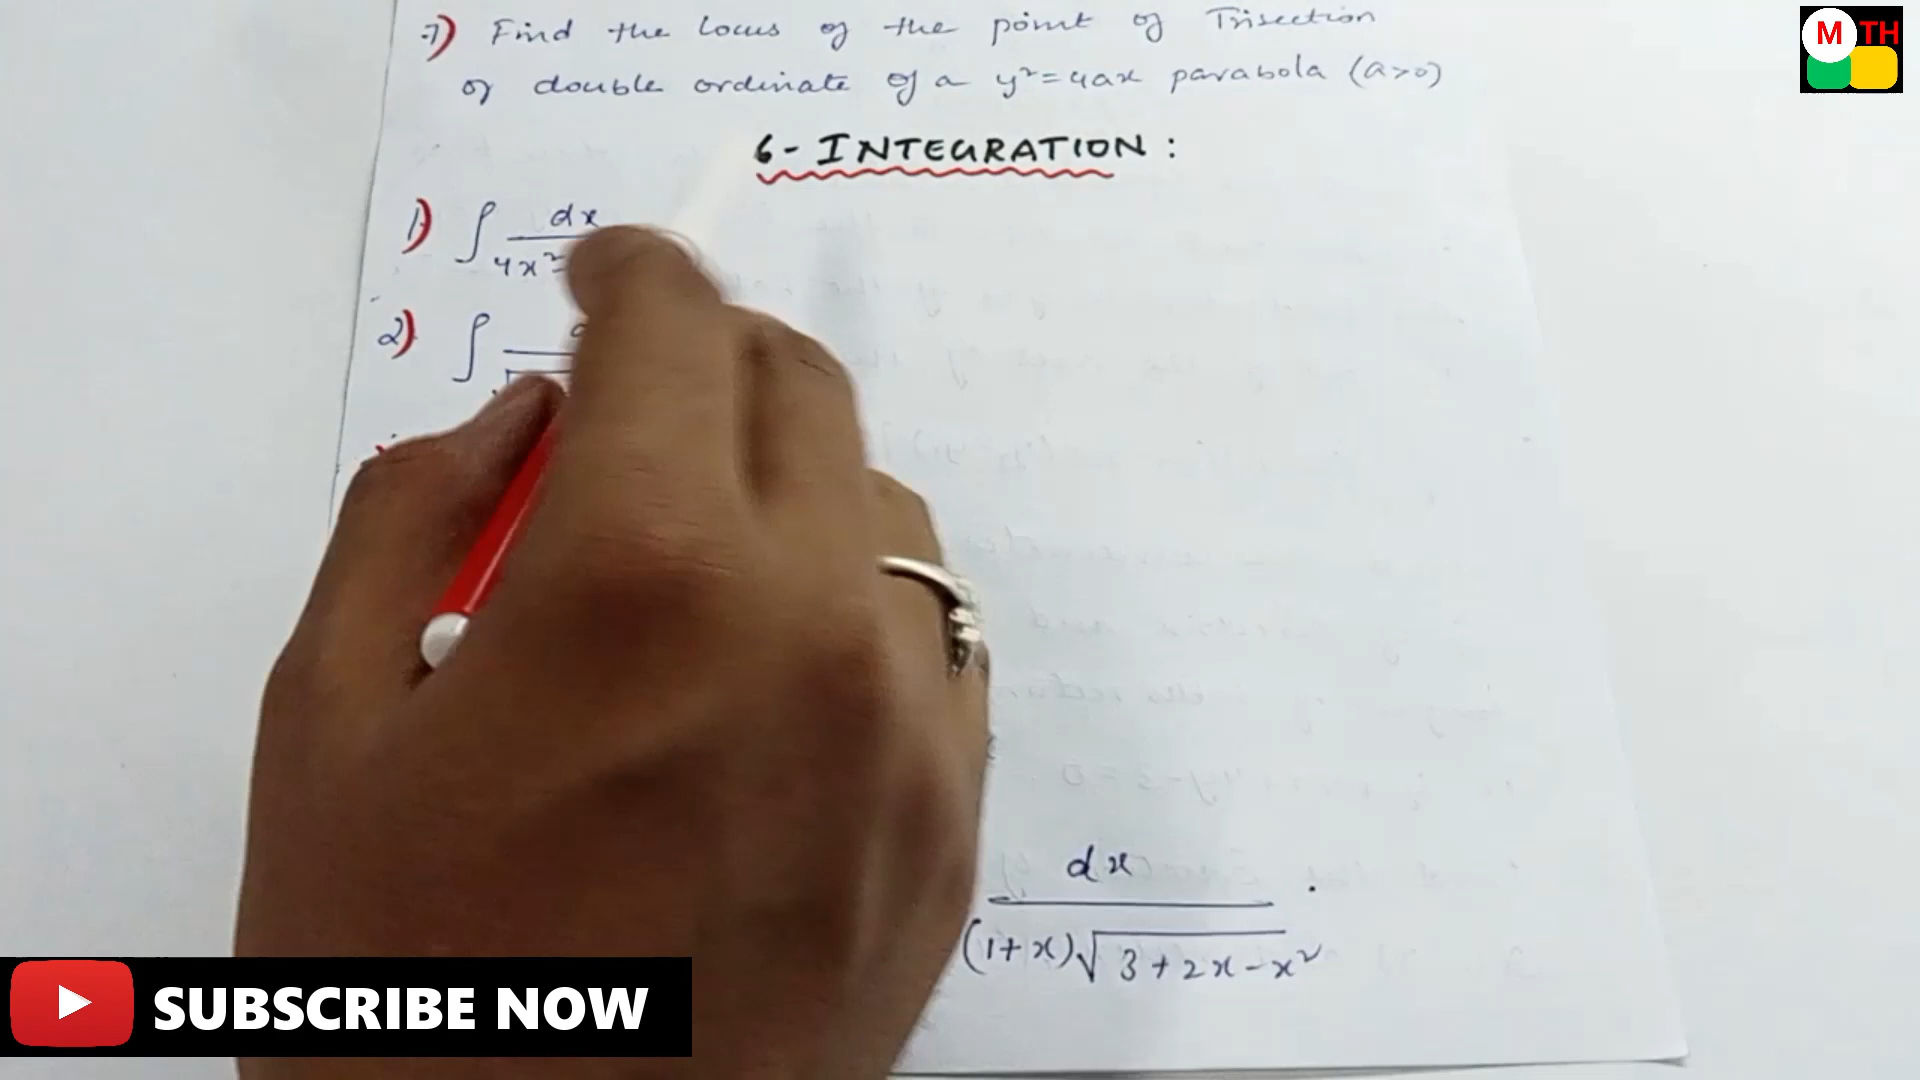 7) Find the locus of the point of Trisection
of double ordinate of a y²=4ax parabola (a>0)
6- INTEGRATION :
1) ∫ dx
4x²
2) ∫
dx
(1+x)√3+2x-x²
SUBSCRIBE NOW
M TH